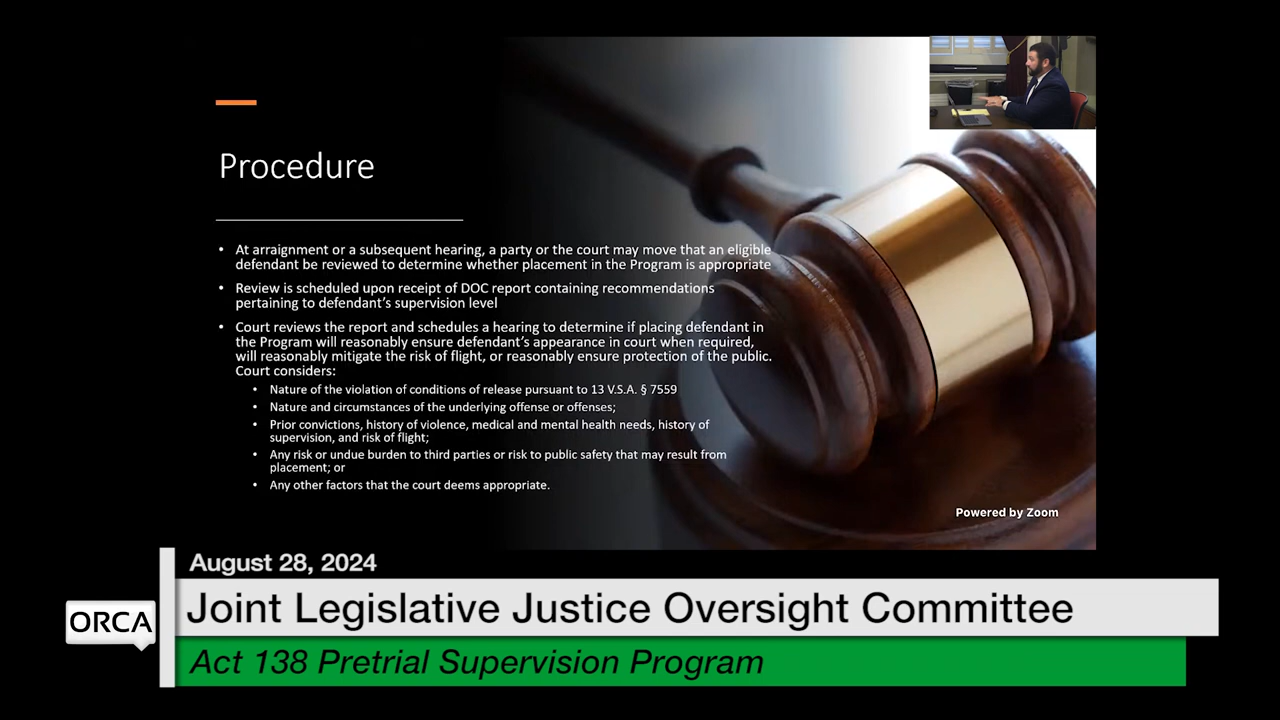 Procedure
• At arraignment or a subsequent hearing, a party or the court may move that an eligible
defendant be reviewed to determine whether placement in the Program is appropriate
• Review is scheduled upon receipt of DOC report containing recommendations
pertaining to defendant’s supervision level
• Court reviews the report and schedules a hearing to determine if placing defendant in
the Program will reasonably ensure defendant’s appearance in court when required,
will reasonably mitigate the risk of flight, or reasonably ensure protection of the public.
Court considers:
• Nature of the violation of conditions of release pursuant to 13 V.S.A. § 7559
• Nature and circumstances of the underlying offense or offenses;
• Prior convictions, history of violence, medical and mental health needs, history of
supervision, and risk of flight;
• Any risk or undue burden to third parties or risk to public safety that may result from
placement; or
• Any other factors that the court deems appropriate.
Powered by Zoom
August 28, 2024
ORCA
Joint Legislative Justice Oversight Committee
Act 138 Pretrial Supervision Program